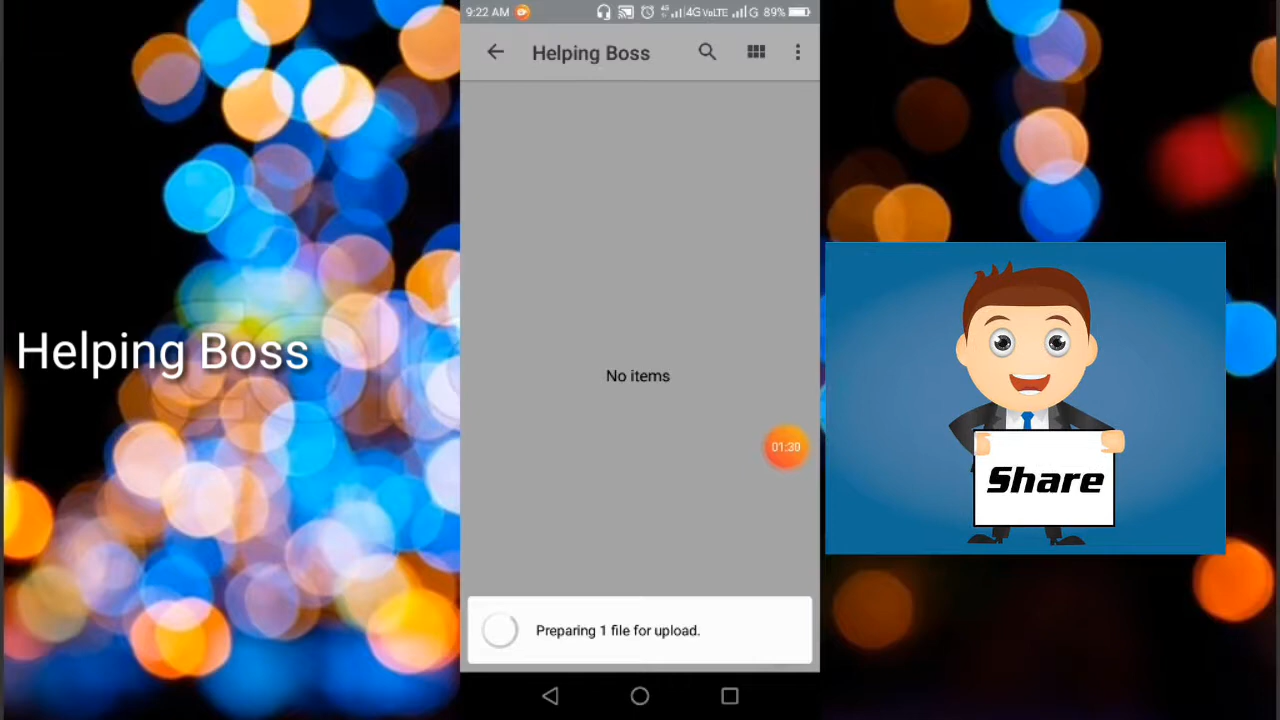 9:22 AM 4G 4G VoLTE G 89%
Helping Boss
Helping Boss
No items
01:30
Share
Preparing 1 file for upload.